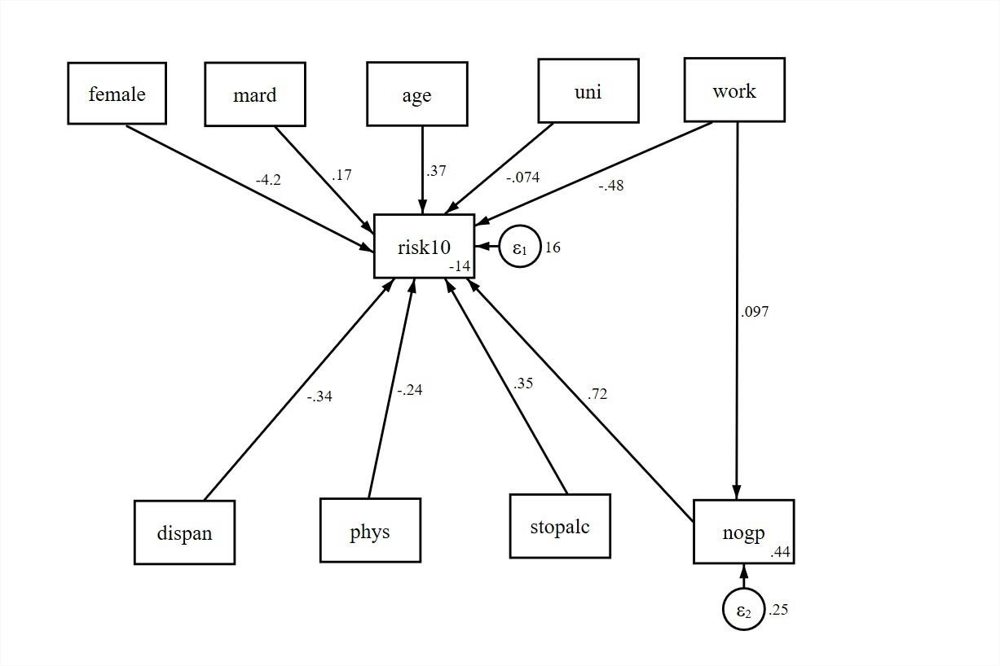 female
mard
age
uni
work
-4.2
.17
.37
-.074
-.48
risk10
-14
ε1
16
.097
-.34
-.24
.35
.72
dispan
phys
stopalc
nogp
.44
ε2
.25